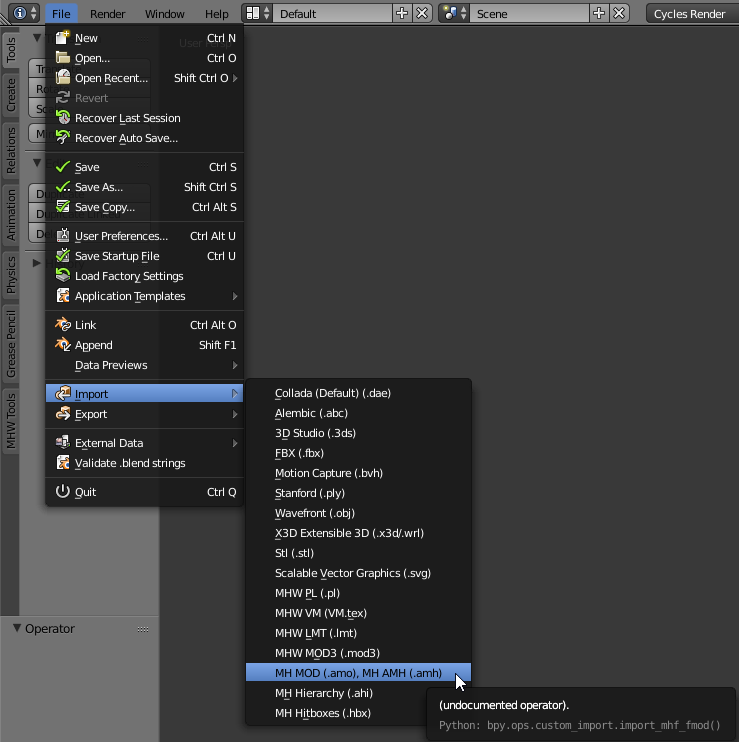 File Render Window Help Default Scene Cycles Render
Tools
Create
Relations
Animation
Physics
Grease Pencil
MHW Tools
New Ctrl N
Open... Ctrl O
Open Recent... Shift Ctrl O
Revert
Recover Last Session
Recover Auto Save...
Save Ctrl S
Save As... Shift Ctrl S
Save Copy... Ctrl Alt S
User Preferences... Ctrl Alt U
Save Startup File Ctrl U
Load Factory Settings
Application Templates
Link Ctrl Alt O
Append Shift F1
Data Previews
Import
Export
External Data
Validate .blend strings
Quit Ctrl Q
Collada (Default) (.dae)
Alembic (.abc)
3D Studio (.3ds)
FBX (.fbx)
Motion Capture (.bvh)
Stanford (.ply)
Wavefront (.obj)
X3D Extensible 3D (.x3d/.wrl)
Stl (.stl)
Scalable Vector Graphics (.svg)
MHW PL (.pl)
MHW VM (VM.tex)
MHW LMT (.lmt)
MHW MOD3 (.mod3)
MH MOD (.amo), MH AMH (.amh)
MH Hierarchy (.ahi)
MH Hitboxes (.hbx)
Operator
(undocumented operator).
Python: bpy.ops.custom_import.import_mhf_fmod()